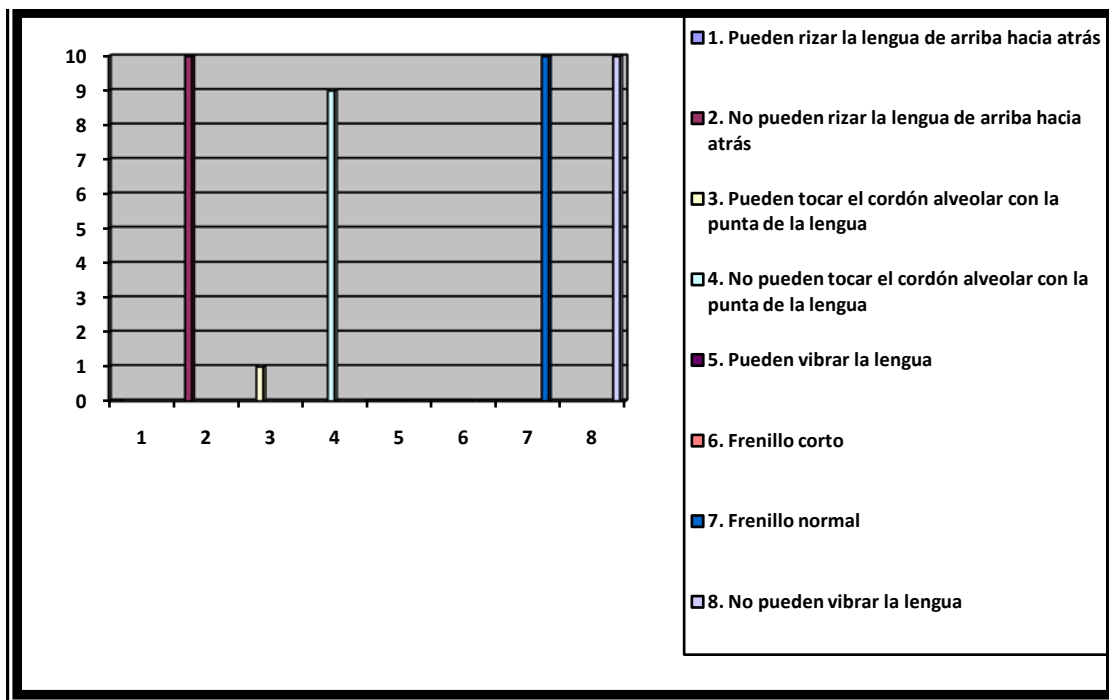 10
9
8
7
6
5
4
3
2
1
0
1 2 3 4 5 6 7 8
1. Pueden rizar la lengua de arriba hacia atrás
2. No pueden rizar la lengua de arriba hacia
atrás
3. Pueden tocar el cordón alveolar con la
punta de la lengua
4. No pueden tocar el cordón alveolar con la
punta de la lengua
5. Pueden vibrar la lengua
6. Frenillo corto
7. Frenillo normal
8. No pueden vibrar la lengua